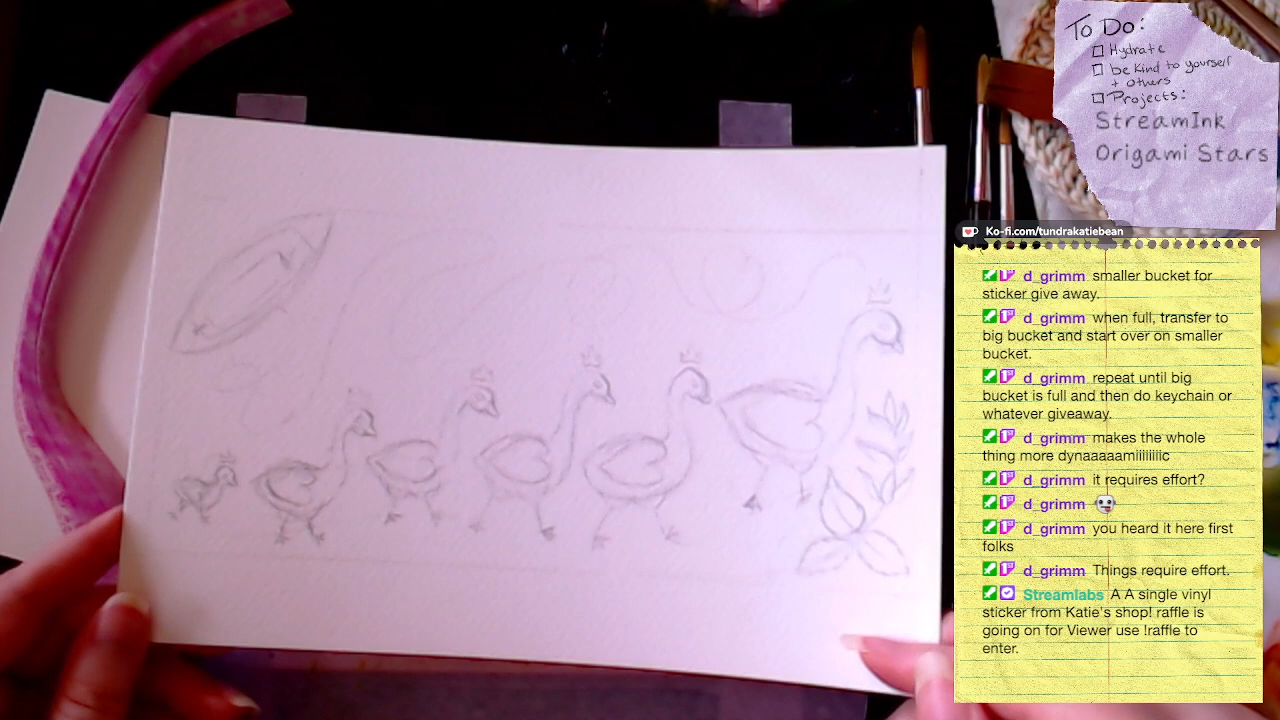 To Do:
Hydrate
be kind to yourself
+ others
Projects:
StreamInk
Origami Stars
Ko-fi.com/tundrakatiebean
d_grimm smaller bucket for
sticker give away.
d_grimm when full, transfer to
big bucket and start over on smaller
bucket.
d_grimm repeat until big
bucket is full and then do keychain or
whatever giveaway.
d_grimm makes the whole
thing more dynaaaaamiiiiiiiic
d_grimm it requires effort?
d_grimm
d_grimm you heard it here first
folks
d_grimm Things require effort.
Streamlabs A A single vinyl
sticker from Katie's shop! raffle is
going on for Viewer use !raffle to
enter.